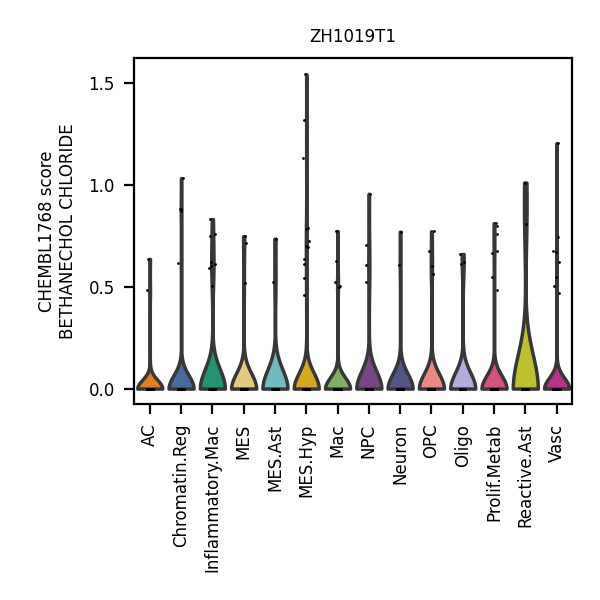 ZH1019T1
CHEMBL1768 score
BETHANECHOL CHLORIDE
1.5
1.0
0.5
0.0
AC
Chromatin.Reg
Inflammatory.Mac
MES
MES.Ast
MES.Hyp
Mac
NPC
Neuron
OPC
Oligo
Prolif.Metab
Reactive.Ast
Vasc